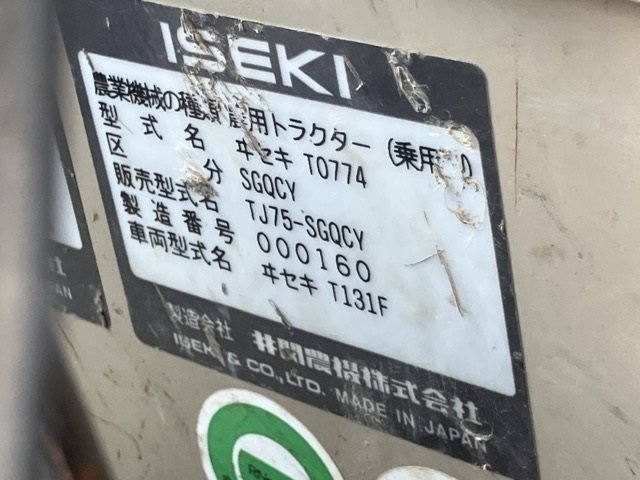 ISEKI
農業機械の種類 農用トラクター (乗用型)
型式名 ヰセキ T0774
区分 SGQCY
販売型式名 TJ75-SGQCY
製造番号 000160
車両型式名 ヰセキ T131F
製造会社 井関農機株式会社
ISEKI & CO.,LTD. MADE IN JAPAN